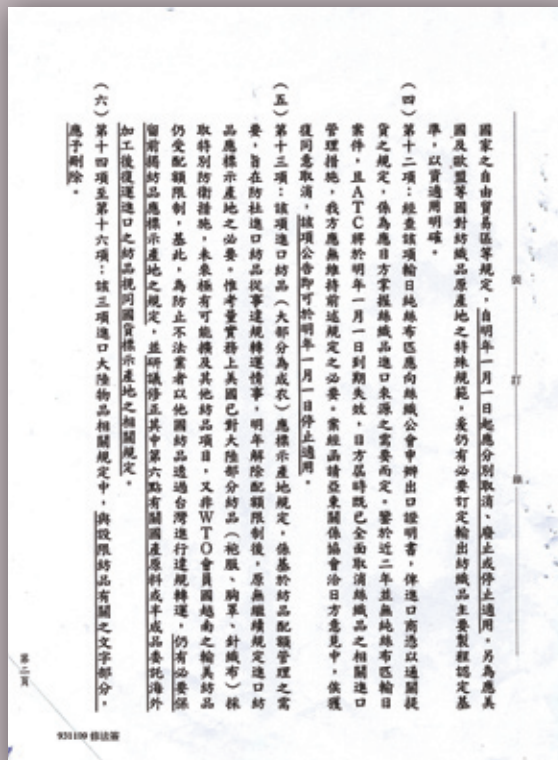 裝
訂
線
國家之自由貿易區等規定,自明年一月一日起應分別取消、廢止或停止適用。另為應美
國及歐盟等國對紡織品原產地之特殊規範,爰仍有必要訂定輸出紡織品主要製程認定基
準,以資適用明確。
(四)第十二項:經查該項輸日純絲布匹應向絲織公會申辦出口證明書,俾進口商憑以通關提
貨之規定,係為應日方掌握絲織品進口來源之需要而定。鑒於近二年並無純絲布匹輸日
案件,且ATC將於明年一月一日到期失效,日方屆時既已全面取消絲織品之相關進口
管理措施,我方應無維持前述規定之必要。案經函請亞東關係協會洽日方意見中,俟獲
復同意取消,該項公告即可於明年一月一日停止適用。
(五)第十三項:該項進口紡品(大部分為成衣)應標示產地規定,係基於紡品配額管理之需
要,旨在防杜進口紡品從事違規轉運情事,明年解除配額限制後,原無繼續規定進口紡
品應標示產地之必要。惟考量實務上美國已對大陸部分紡品(袍服、胸罩、針織布)採
取特別防衛措施,未來極有可能擴及其他紡品項目,又非WTO會員國越南之輸美紡品
仍受配額限制,基此,為防止不法業者以他國紡品透過台灣進行違規轉運,仍有必要保
留前揭紡品應標示產地之規定,並研議修正其中第六點有關國產原料或半成品委託海外
加工後復運進口之紡品視同國貨標示產地之相關規定。
(六)第十四項至第十六項:該三項進口大陸物品相關規定中,與設限紡品有關之文字部分,
應予刪除。
第二頁
931109 修法簽